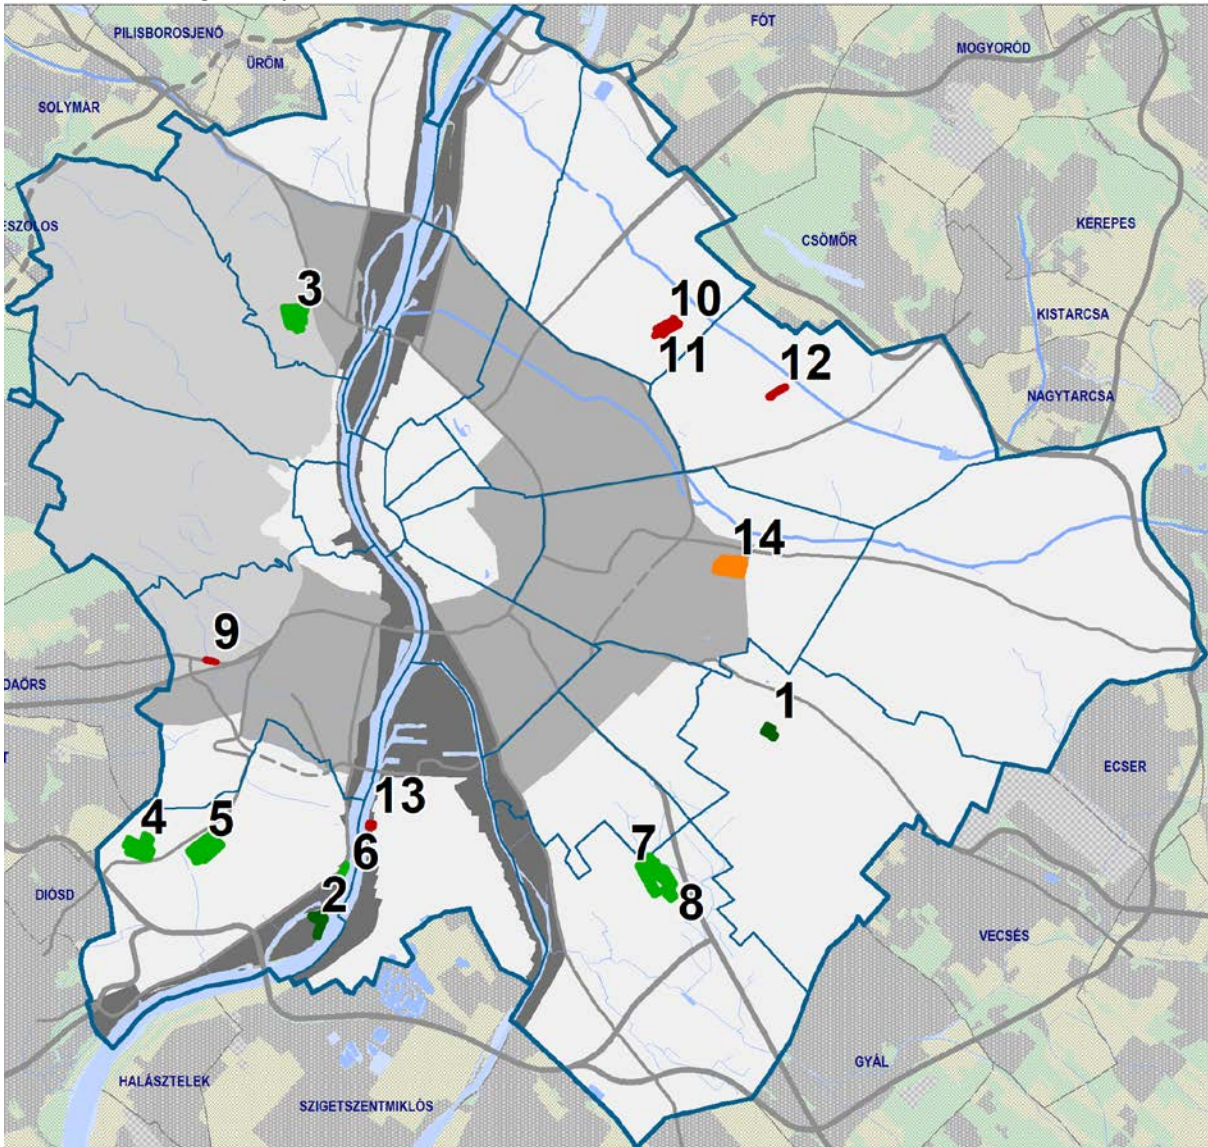 PILISBOROSJENŐ
FÓT
MOGYORÓD
ÜRÖM
SOLYMÁR
KEREPES
ESZŐLŐS
CSÖMÖR
3
10
KISTARCSA
11
12
NAGYTARCSA
14
9
DAÖRS
1
T
ECSER
13
4
5
6
7
2
DIÓSD
8
VECSÉS
GYÁL
HALÁSZTELEK
SZIGETSZENTMIKLÓS